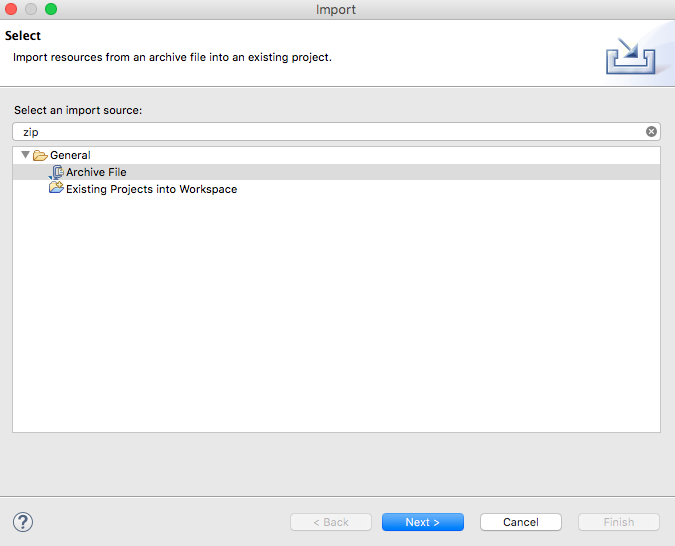 Import
Select
Import resources from an archive file into an existing project.
Select an import source:
zip
General
Archive File
Existing Projects into Workspace
?
< Back
Next >
Cancel
Finish